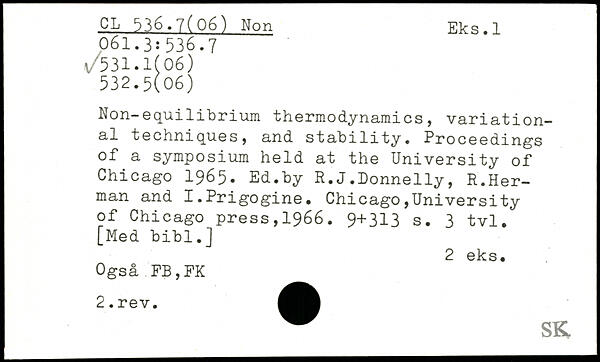 CL 536.7(06) Non
Eks.1
061.3:536.7
✓531.1(06)
532.5(06)
Non-equilibrium thermodynamics, variation-
al techniques, and stability. Proceedings
of a symposium held at the University of
Chicago 1965. Ed.by R.J.Donnelly, R.Her-
man and I.Prigogine. Chicago,University
of Chicago press,1966. 9+313 s. 3 tvl.
[Med bibl.]
2 eks.
Også FB,FK
2.rev.
SK